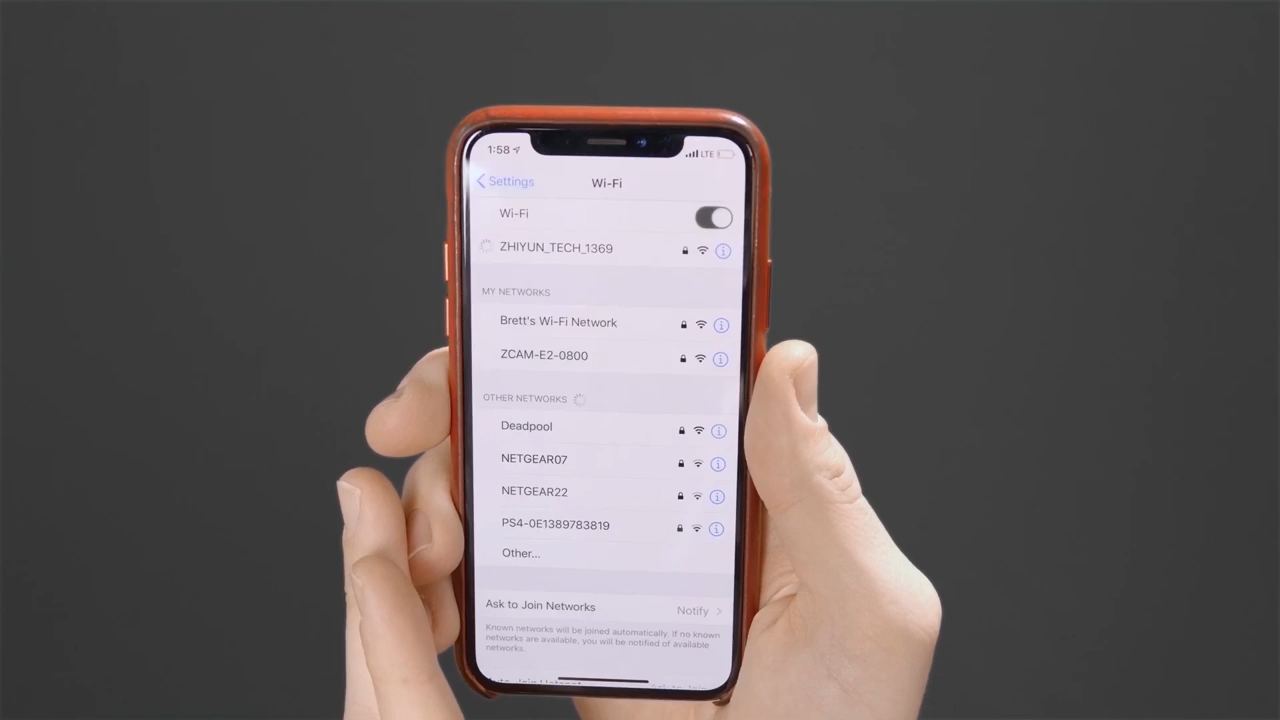 1:58
LTE
Settings
Wi-Fi
Wi-Fi
ZHIYUN_TECH_1369
MY NETWORKS
Brett's Wi-Fi Network
ZCAM-E2-0800
OTHER NETWORKS
Deadpool
NETGEAR07
NETGEAR22
PS4-0E1389783819
Other...
Ask to Join Networks
Notify
Known networks will be joined automatically. If no known
networks are available, you will be notified of available
networks.